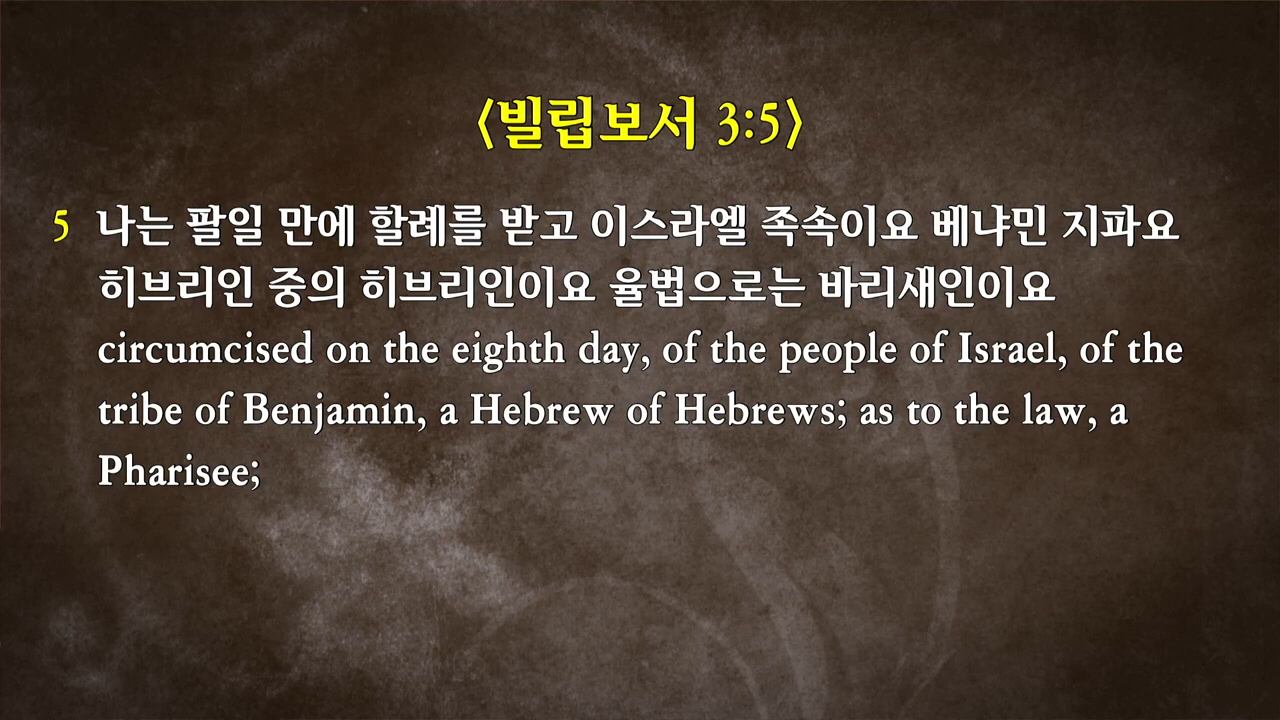 <빌립보서 3:5>
5 나는 팔일 만에 할례를 받고 이스라엘 족속이요 베냐민 지파요
히브리인 중의 히브리인이요 율법으로는 바리새인이요
circumcised on the eighth day, of the people of Israel, of the
tribe of Benjamin, a Hebrew of Hebrews; as to the law, a
Pharisee;